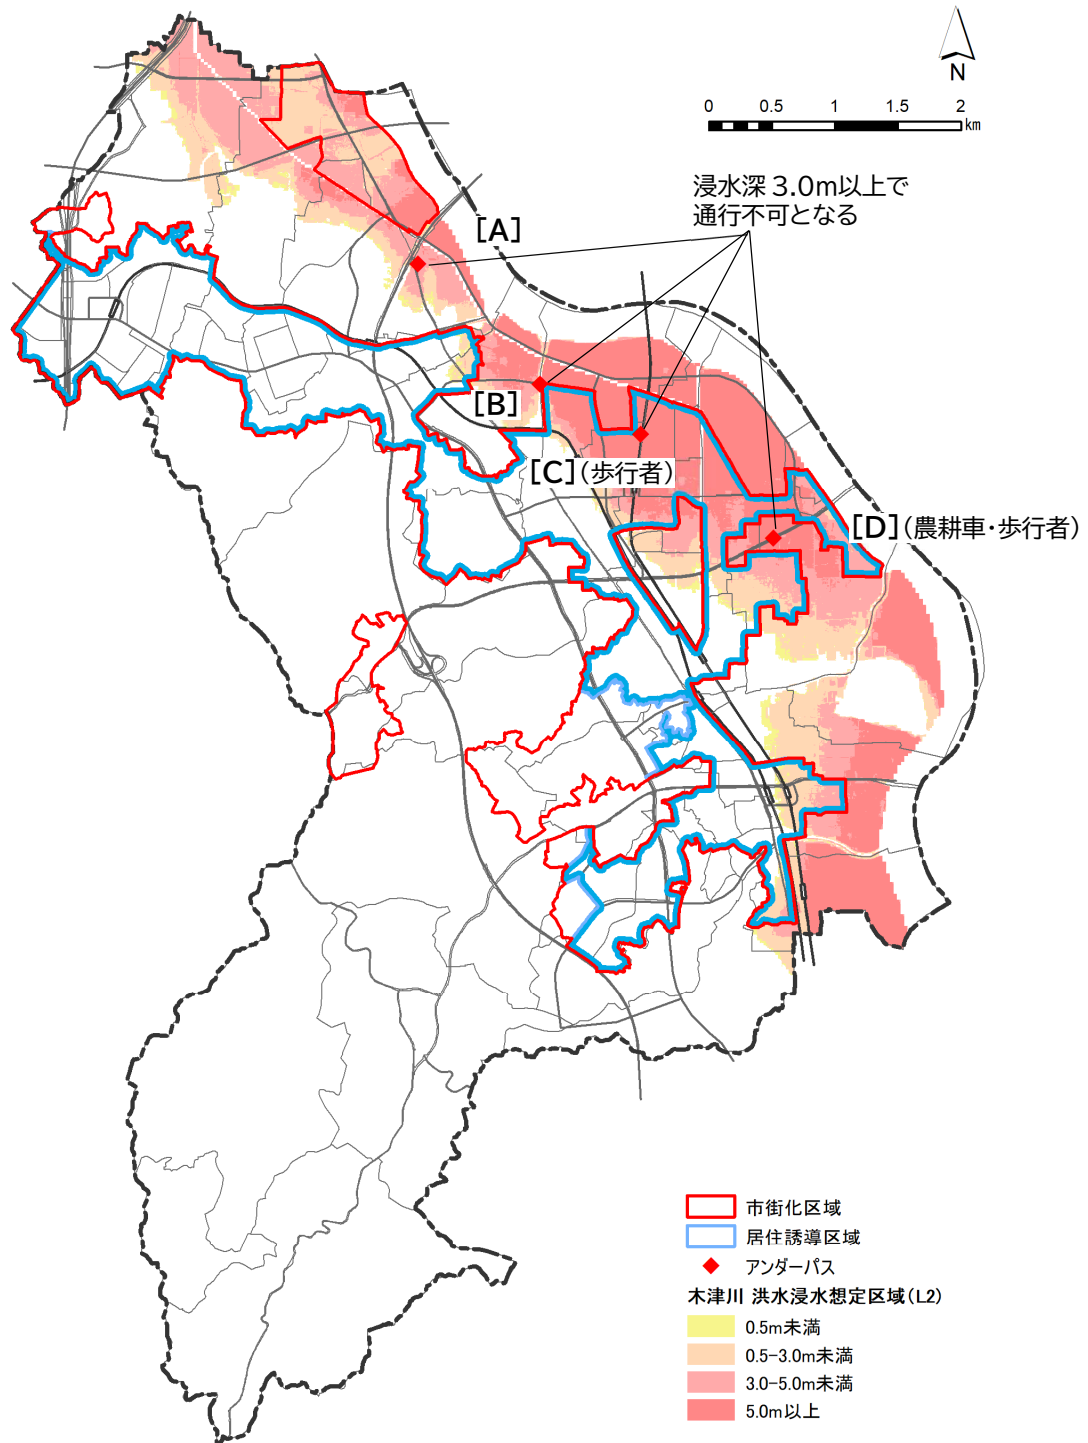 N
0 0.5 1 1.5 2
km
浸水深3.0m以上で
通行不可となる
[A]
[B]
[C](歩行者)
[D](農耕車・歩行者)
市街化区域
居住誘導区域
アンダーパス
木津川 洪水浸水想定区域(L2)
0.5m未満
0.5-3.0m未満
3.0-5.0m未満
5.0m以上